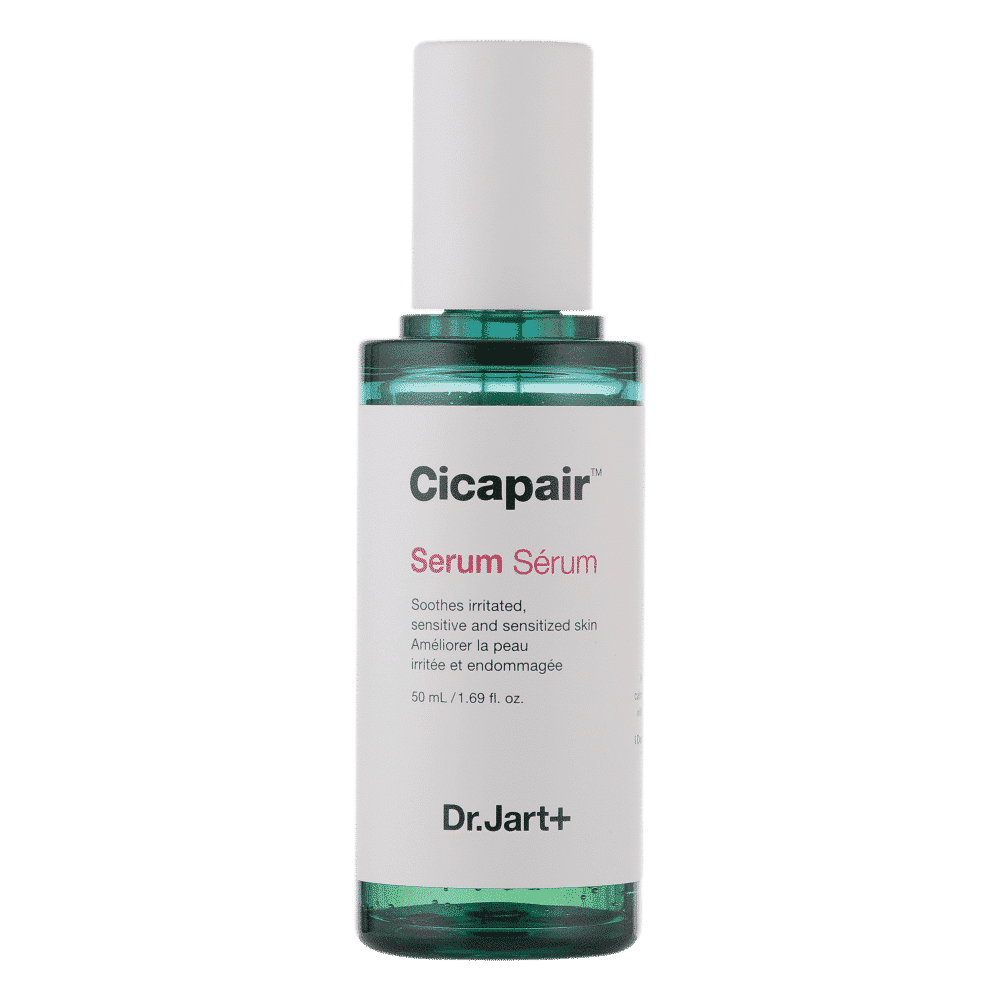 Cicapair™
Serum Sérum
Soothes irritated,
sensitive and sensitized skin
Améliorer la peau
irritée et endommagée
50 mL / 1.69 fl. oz.
Dr.Jart+